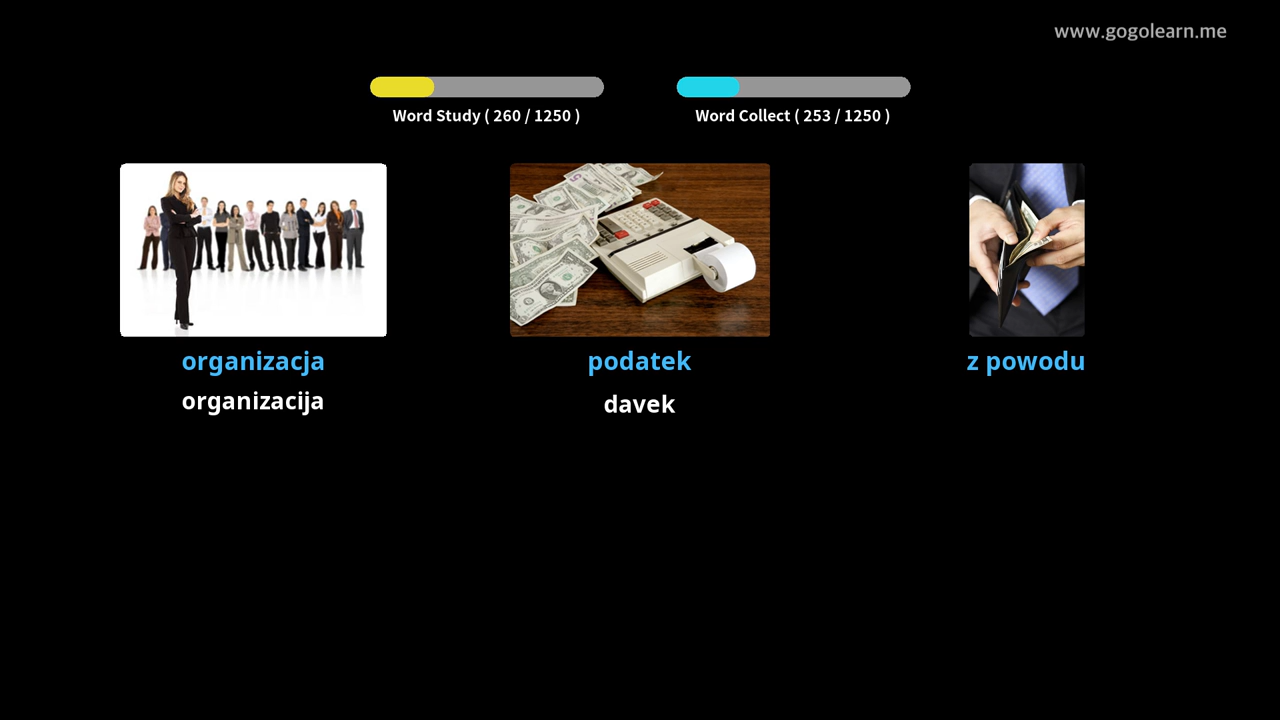 www.gogolearn.me
Word Study ( 260 / 1250 )
Word Collect ( 253 / 1250 )
organizacja
podatek
z powodu
organizacija
davek